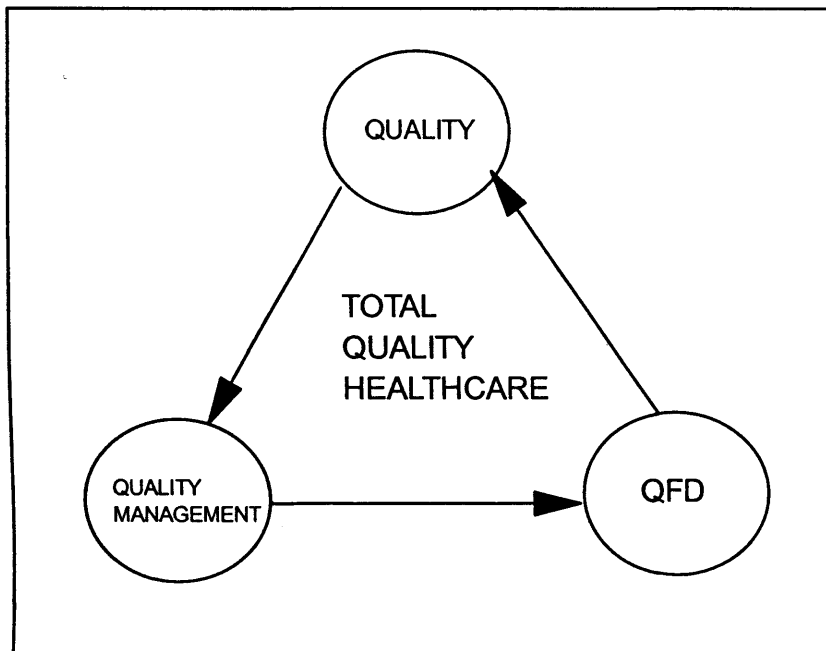 QUALITY
TOTAL
QUALITY
HEALTHCARE
QUALITY
MANAGEMENT
QFD